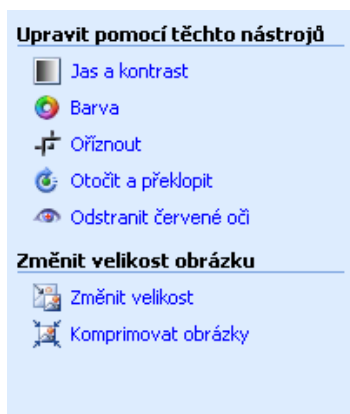 Upravit pomocí těchto nástrojů
Jas a kontrast
Barva
Oříznout
Otočit a překlopit
Odstranit červené oči
Změnit velikost obrázku
Změnit velikost
Komprimovat obrázky